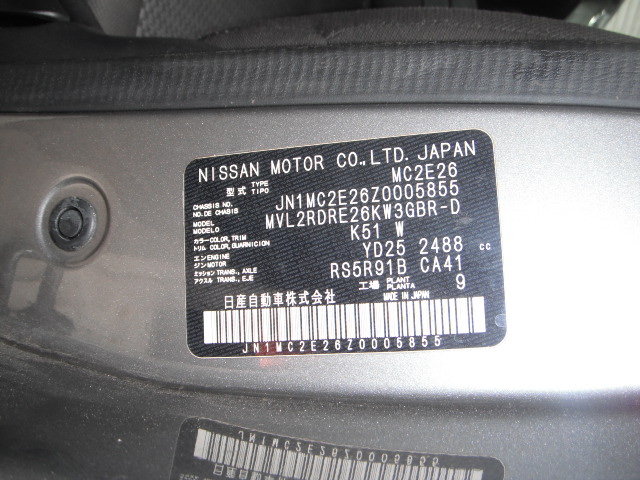 NISSAN MOTOR CO.,LTD. JAPAN
型式 TYPE TIPO MC2E26
CHASSIS NO. NO. DE CHASIS JN1MC2E26Z0005855
MODEL MODELO MVL2RDRE26KW3GBR-D
カラー COLOR, TRIM トリム COLOR, GUARNICION K51 W
エンジン ENGINE MOTOR YD25 2488 cc
ミッション TRANS., AXLE アクスル TRANS., EJE RS5R91B CA41
工場 PLANT PLANTA 9
日産自動車株式会社 MADE IN JAPAN
JN1MC2E26Z0005855
JN1MC2E26Z0005855